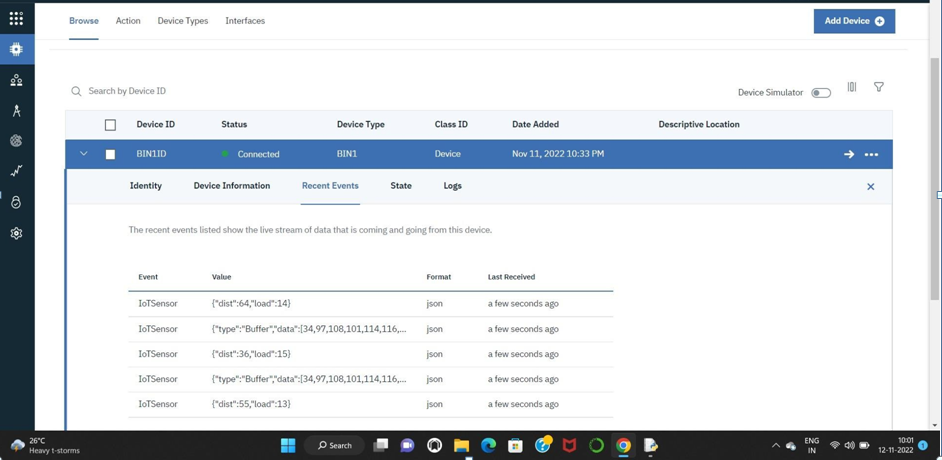 Browse Action Device Types Interfaces Add Device
Search by Device ID
Device Simulator
Device ID Status Device Type Class ID Date Added Descriptive Location
BIN1ID Connected BIN1 Device Nov 11, 2022 10:33 PM
Identity Device Information Recent Events State Logs
The recent events listed show the live stream of data that is coming and going from this device.
Event Value Format Last Received
IoTSensor {"dist":64,"load":14} json a few seconds ago
IoTSensor {"type":"Buffer","data":[34,97,108,101,114,116,... json a few seconds ago
IoTSensor {"dist":36,"load":15} json a few seconds ago
IoTSensor {"type":"Buffer","data":[34,97,108,101,114,116,... json a few seconds ago
IoTSensor {"dist":55,"load":13} json a few seconds ago
26°C
Heavy t-storms
Search
ENG
IN
10:01
12-11-2022
1